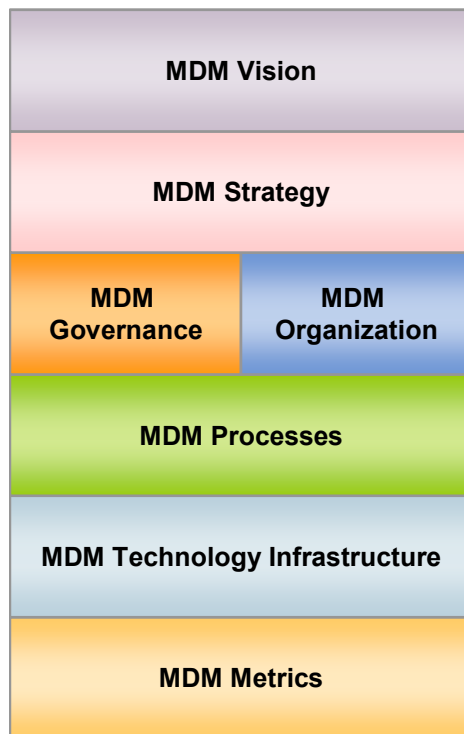 MDM Vision
MDM Strategy
MDM
Governance
MDM
Organization
MDM Processes
MDM Technology Infrastructure
MDM Metrics